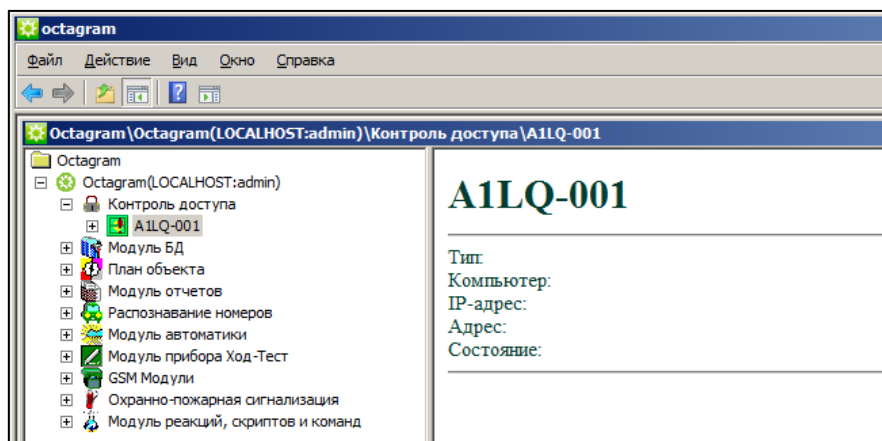 octagram
Файл Действие Вид Окно Справка
Octagram\Octagram(LOCALHOST:admin)\Контроль доступа\A1LQ-001
Octagram
Octagram(LOCALHOST:admin)
Контроль доступа
A1LQ-001
Модуль БД
План объекта
Модуль отчетов
Распознавание номеров
Модуль автоматики
Модуль прибора Ход-Тест
GSM Модули
Охранно-пожарная сигнализация
Модуль реакций, скриптов и команд
A1LQ-001
Тип:
Компьютер:
IP-адрес:
Адрес:
Состояние: